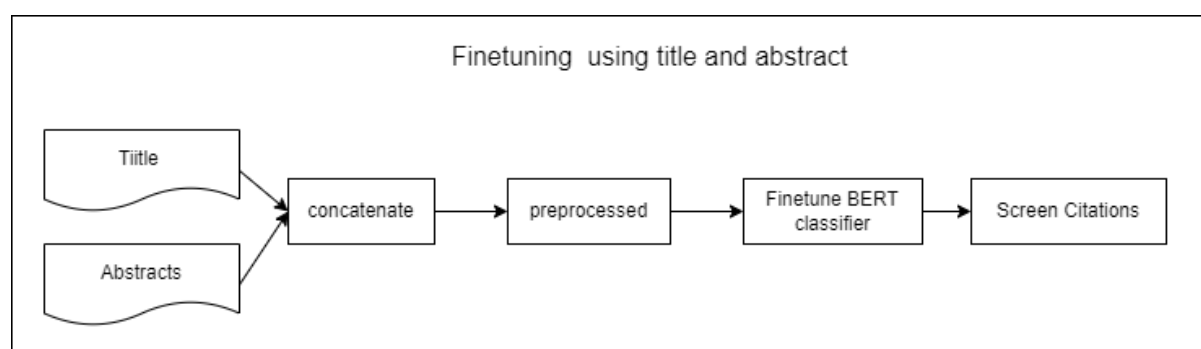 Finetuning using title and abstract
Tiitle
Abstracts
concatenate
preprocessed
Finetune BERT
classifier
Screen Citations